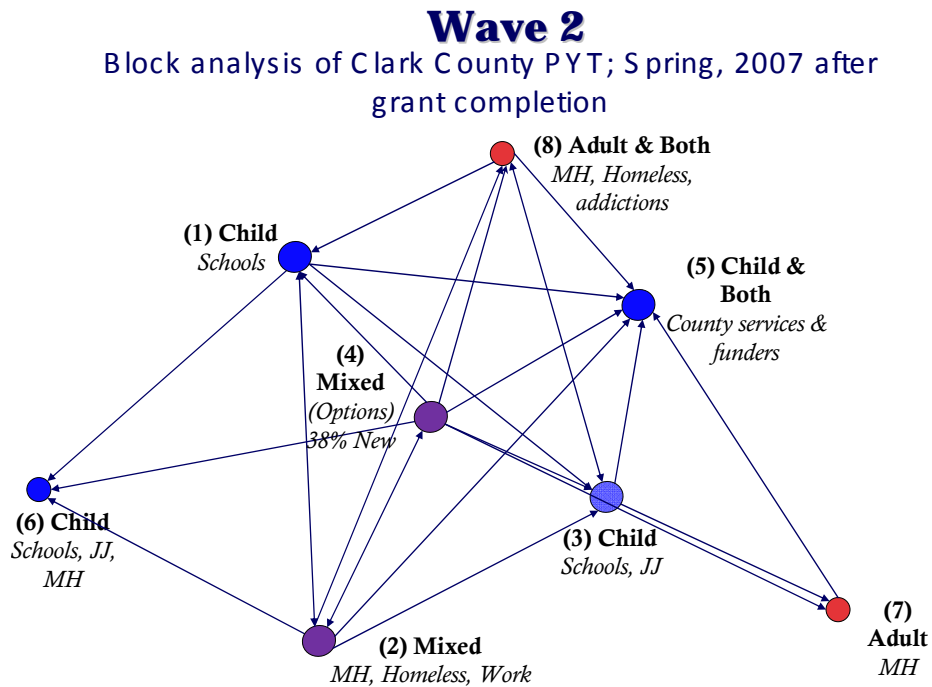 Wave 2
Block analysis of Clark County PYT; Spring, 2007 after
grant completion
(8) Adult & Both
MH, Homeless,
addictions
(1) Child
Schools
(5) Child &
Both
County services &
funders
(4)
Mixed
(Options)
38% New
(6) Child
Schools, JJ,
MH
(3) Child
Schools, JJ
(2) Mixed
MH, Homeless, Work
(7)
Adult
MH